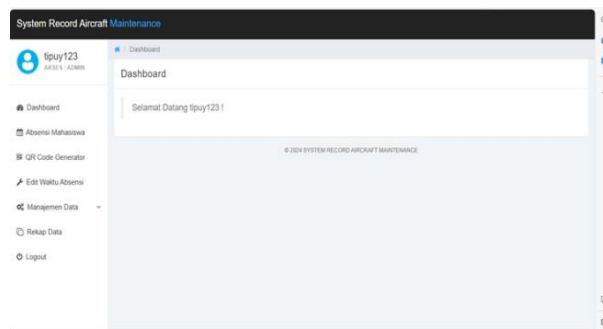 System Record Aircraft Maintenance
tipuy123
AKSES : ADMIN
Dashboard
Absensi Mahasiswa
QR Code Generator
Edit Waktu Absensi
Manajemen Data
Rekap Data
Logout
/ Dashboard
Dashboard
Selamat Datang tipuy123 !
© 2024 SYSTEM RECORD AIRCRAFT MAINTENANCE